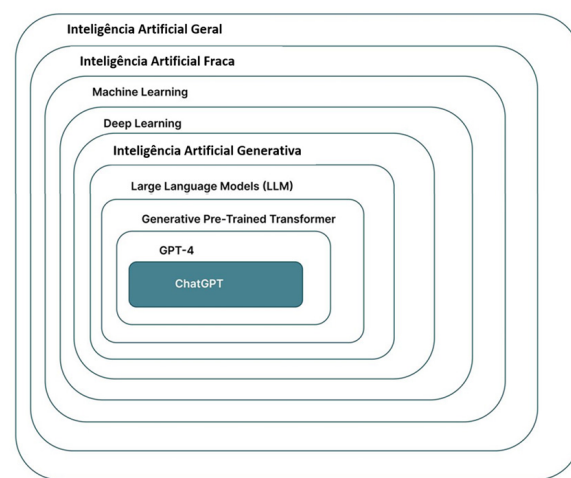 Inteligência Artificial Geral
Inteligência Artificial Fraca
Machine Learning
Deep Learning
Inteligência Artificial Generativa
Large Language Models (LLM)
Generative Pre-Trained Transformer
GPT-4
ChatGPT